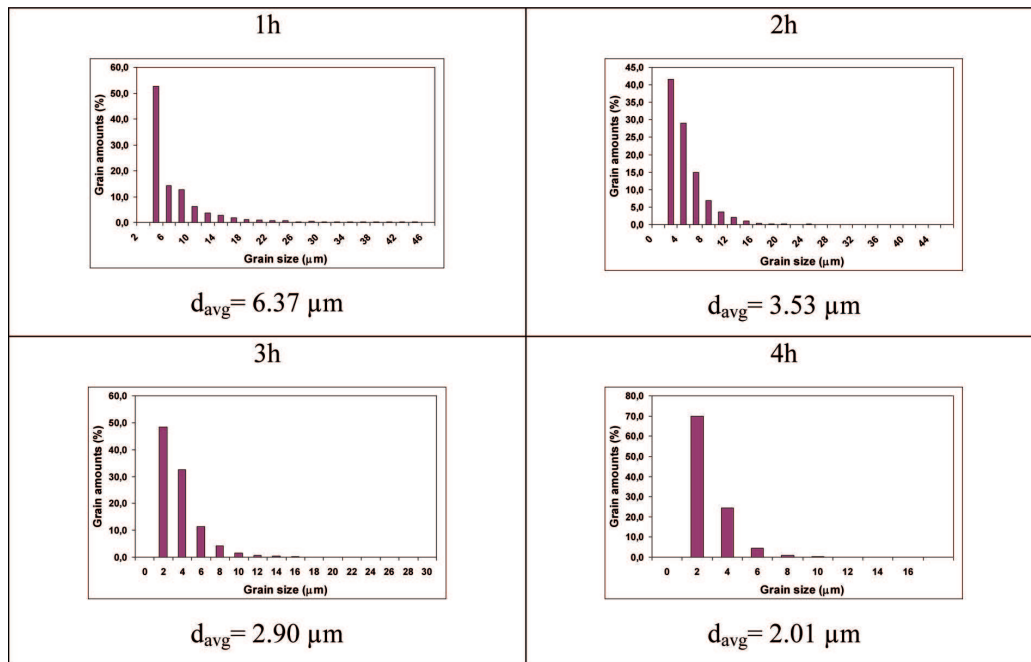 1h
60,0
50,0
40,0
30,0
20,0
10,0
0,0
Grain amounts (%)
2 6 10 14 18 22 26 30 34 38 42 46
Grain size (µm)
davg= 6.37 µm
2h
45,0
40,0
35,0
30,0
25,0
20,0
15,0
10,0
5,0
0,0
Grain amounts (%)
0 4 8 12 16 20 24 28 32 36 40 44
Grain size (µm)
davg= 3.53 µm
3h
60,0
50,0
40,0
30,0
20,0
10,0
0,0
Grain amounts (%)
0 2 4 6 8 10 12 14 16 18 20 22 24 26 28 30
Grain size (µm)
davg= 2.90 µm
4h
80,0
70,0
60,0
50,0
40,0
30,0
20,0
10,0
0,0
Grain amounts (%)
0 2 4 6 8 10 12 14 16
Grain size (µm)
davg= 2.01 µm